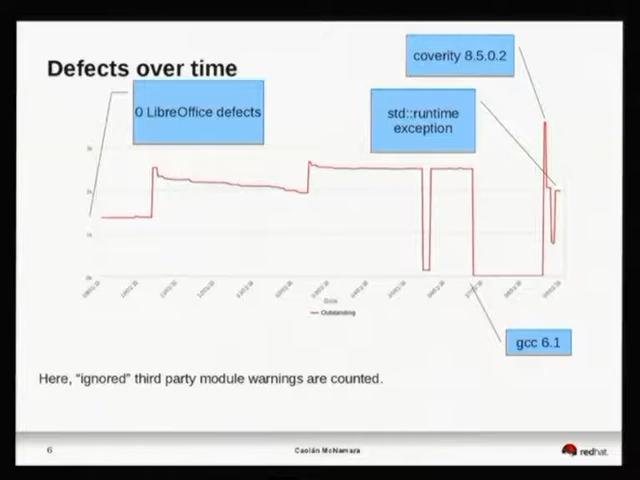 Defects over time
coverity 8.5.0.2
0 LibreOffice defects
std::runtime
exception
Outstanding
gcc 6.1
Here, "ignored" third party module warnings are counted.
6
Caolán McNamara
redhat.